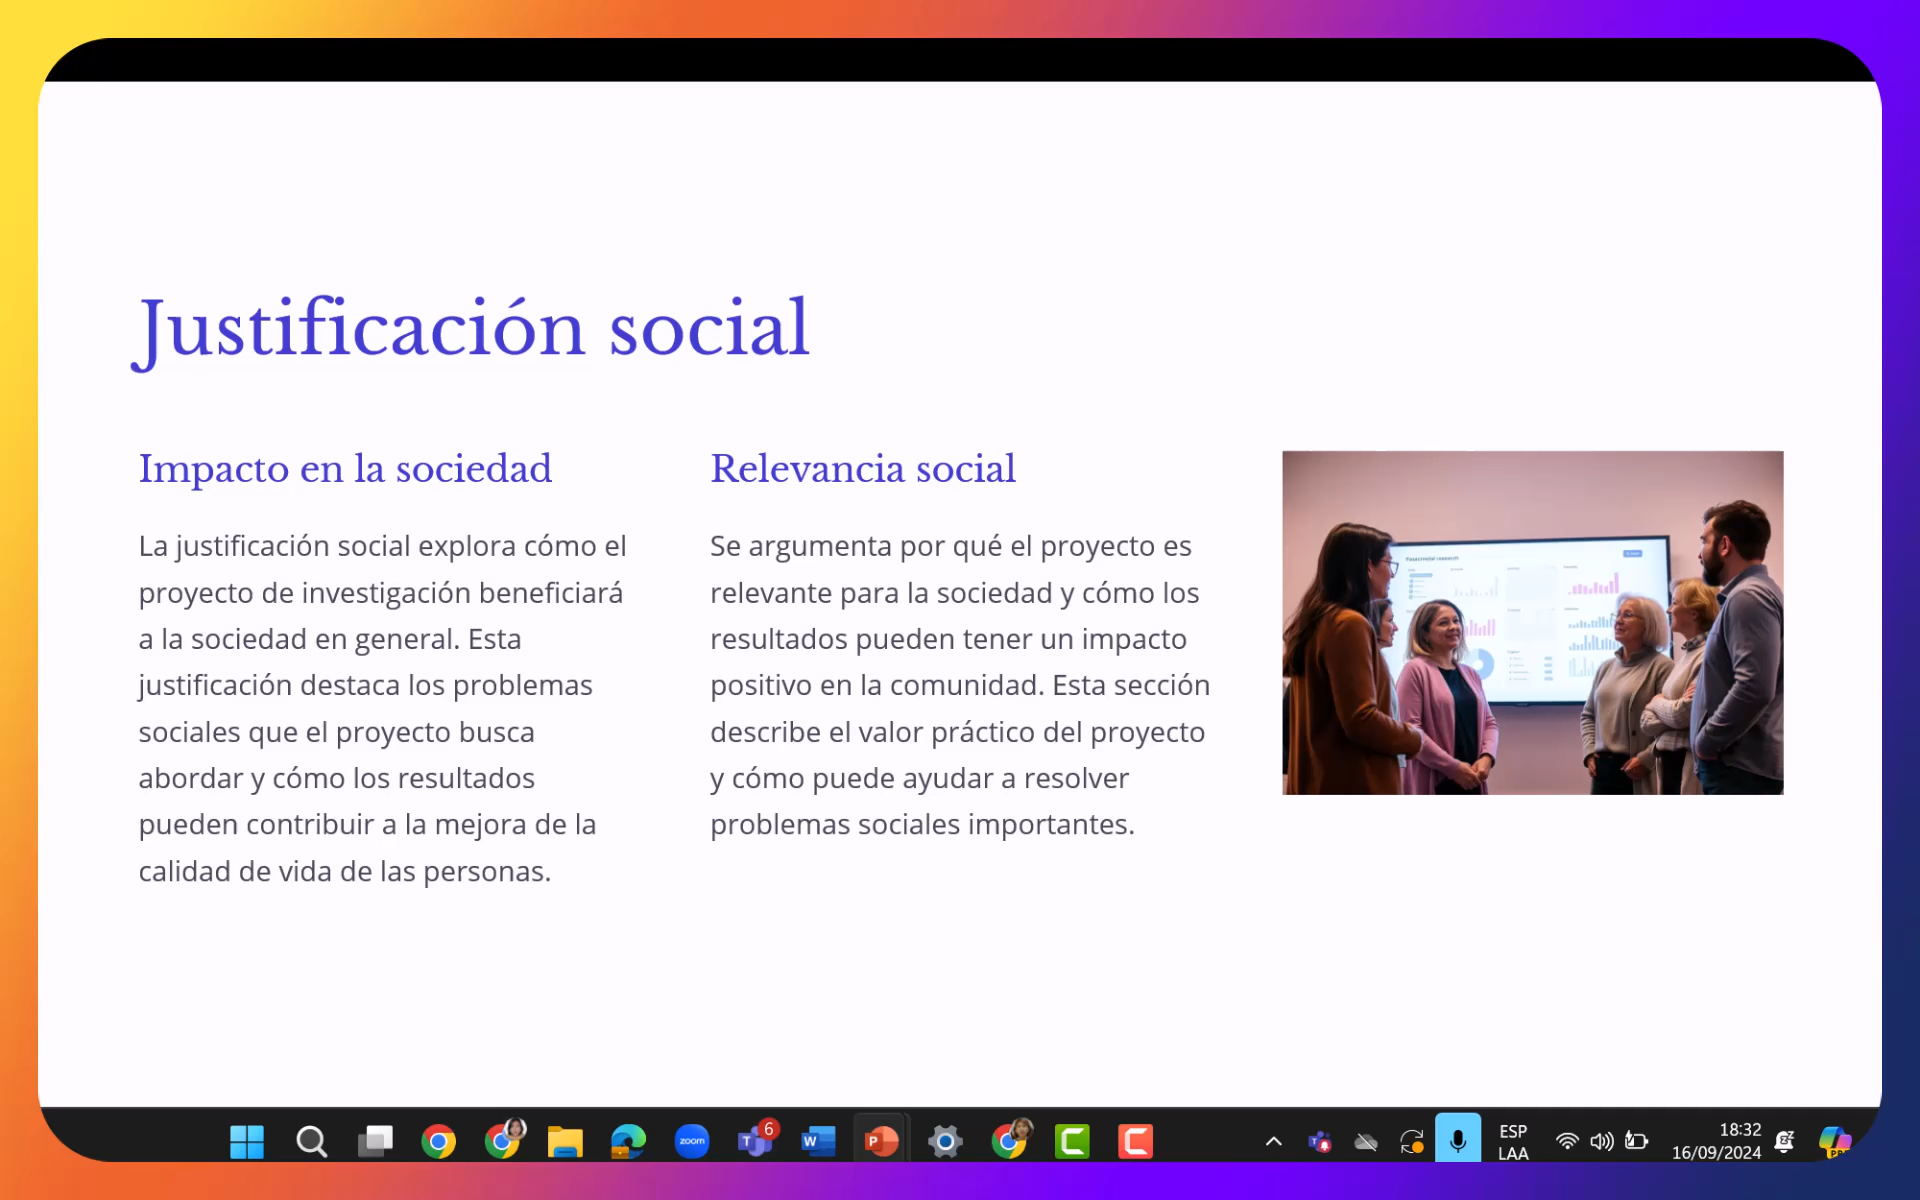 Justificación social
Impacto en la sociedad
La justificación social explora cómo el
proyecto de investigación beneficiará
a la sociedad en general. Esta
justificación destaca los problemas
sociales que el proyecto busca
abordar y cómo los resultados
pueden contribuir a la mejora de la
calidad de vida de las personas.
Relevancia social
Se argumenta por qué el proyecto es
relevante para la sociedad y cómo los
resultados pueden tener un impacto
positivo en la comunidad. Esta sección
describe el valor práctico del proyecto
y cómo puede ayudar a resolver
problemas sociales importantes.
zoom
T
6
W
P
ESP
LAA
18:32
16/09/2024